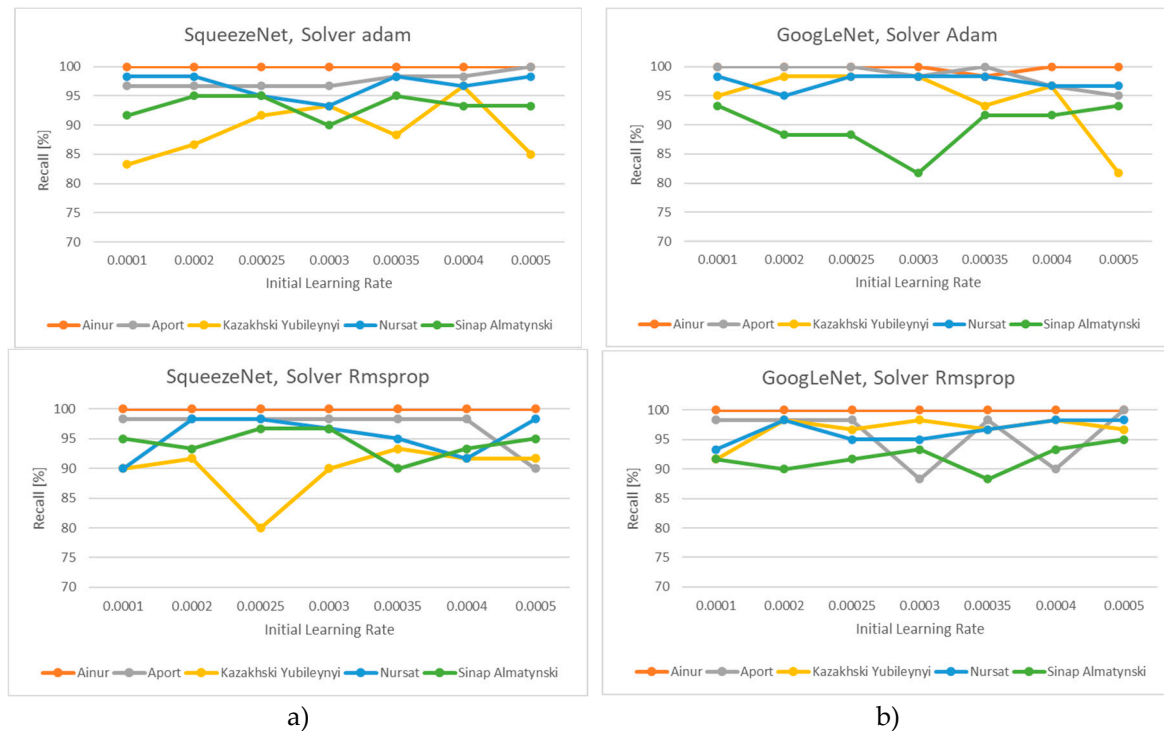 SqueezeNet, Solver adam
100
95
90
85
80
75
70
Recall [%]
0.0001 0.0002 0.00025 0.0003 0.00035 0.0004 0.0005
Initial Learning Rate
Ainur Aport Kazakhski Yubileynyi Nursat Sinap Almatynski
GoogLeNet, Solver Adam
100
95
90
85
80
75
70
Recall [%]
0.0001 0.0002 0.00025 0.0003 0.00035 0.0004 0.0005
Initial Learning Rate
Ainur Aport Kazakhski Yubileynyi Nursat Sinap Almatynski
SqueezeNet, Solver Rmsprop
100
95
90
85
80
75
70
Recall [%]
0.0001 0.0002 0.00025 0.0003 0.00035 0.0004 0.0005
Initial Learning Rate
Ainur Aport Kazakhski Yubileynyi Nursat Sinap Almatynski
GoogLeNet, Solver Rmsprop
100
95
90
85
80
75
70
Recall [%]
0.0001 0.0002 0.00025 0.0003 0.00035 0.0004 0.0005
Initial Learning Rate
Ainur Aport Kazakhski Yubileynyi Nursat Sinap Almatynski
a) b)